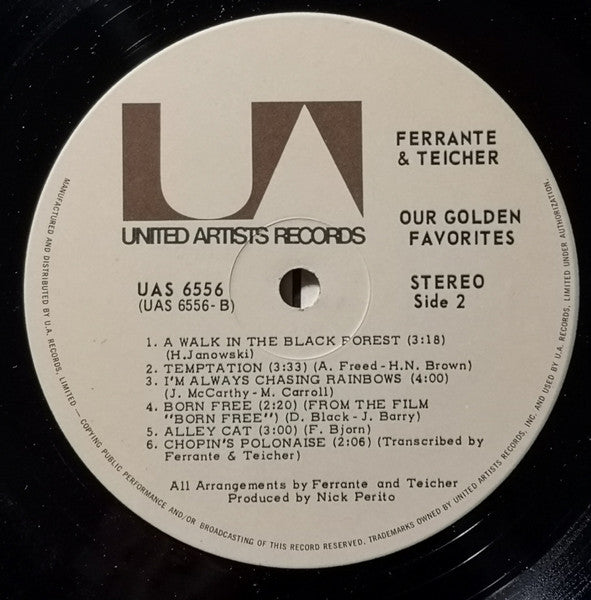 UA
UNITED ARTISTS RECORDS
FERRANTE
& TEICHER
OUR GOLDEN
FAVORITES
UAS 6556
(UAS 6556-B)
STEREO
Side 2
1. A WALK IN THE BLACK FOREST (3:18)
(H.Janowski)
2. TEMPTATION (3:33) (A. Freed-H.N. Brown)
3. I'M ALWAYS CHASING RAINBOWS (4:00)
(J. McCarthy-M. Carroll)
4. BORN FREE (2:20) (FROM THE FILM
"BORN FREE") (D. Black-J. Barry)
5. ALLEY CAT (3:00) (F. Bjorn)
6. CHOPIN'S POLONAISE (2:06) (Transcribed by
Ferrante & Teicher)
All Arrangements by Ferrante and Teicher
Produced by Nick Perito
MANUFACTURED AND DISTRIBUTED BY U.A. RECORDS, LIMITED — COPYING PUBLIC PERFORMANCE AND/OR BROADCASTING OF THIS RECORD RESERVED. TRADEMARKS OWNED BY UNITED ARTISTS RECORDS, INC. AND USED BY U.A. RECORDS, LIMITED UNDER AUTHORIZATION.